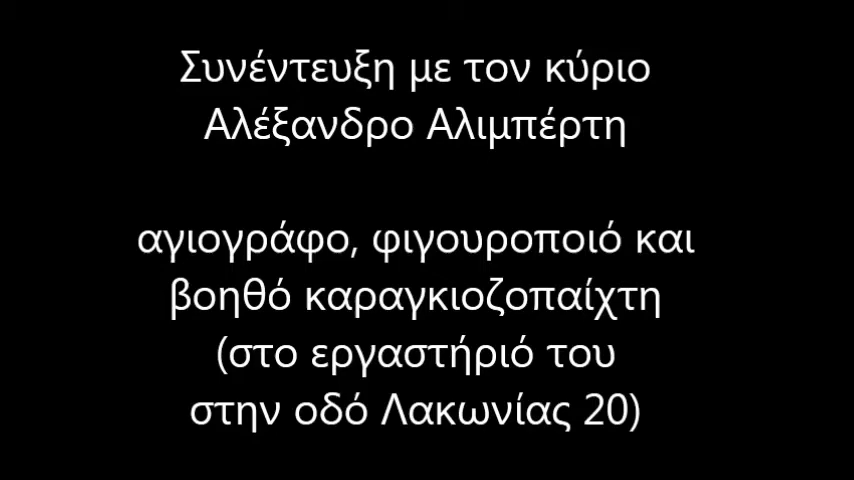 Συνέντευξη με τον κύριο
Αλέξανδρο Αλιμπέρτη
αγιογράφο, φιγουροποιό και
βοηθό καραγκιοζοπαίχτη
(στο εργαστήριό του
στην οδό Λακωνίας 20)